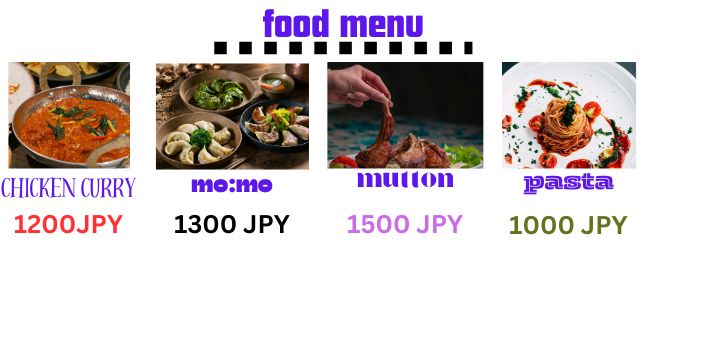 food menu
CHICKEN CURRY
mo:mo
mutton
pasta
1200JPY
1300 JPY
1500 JPY
1000 JPY